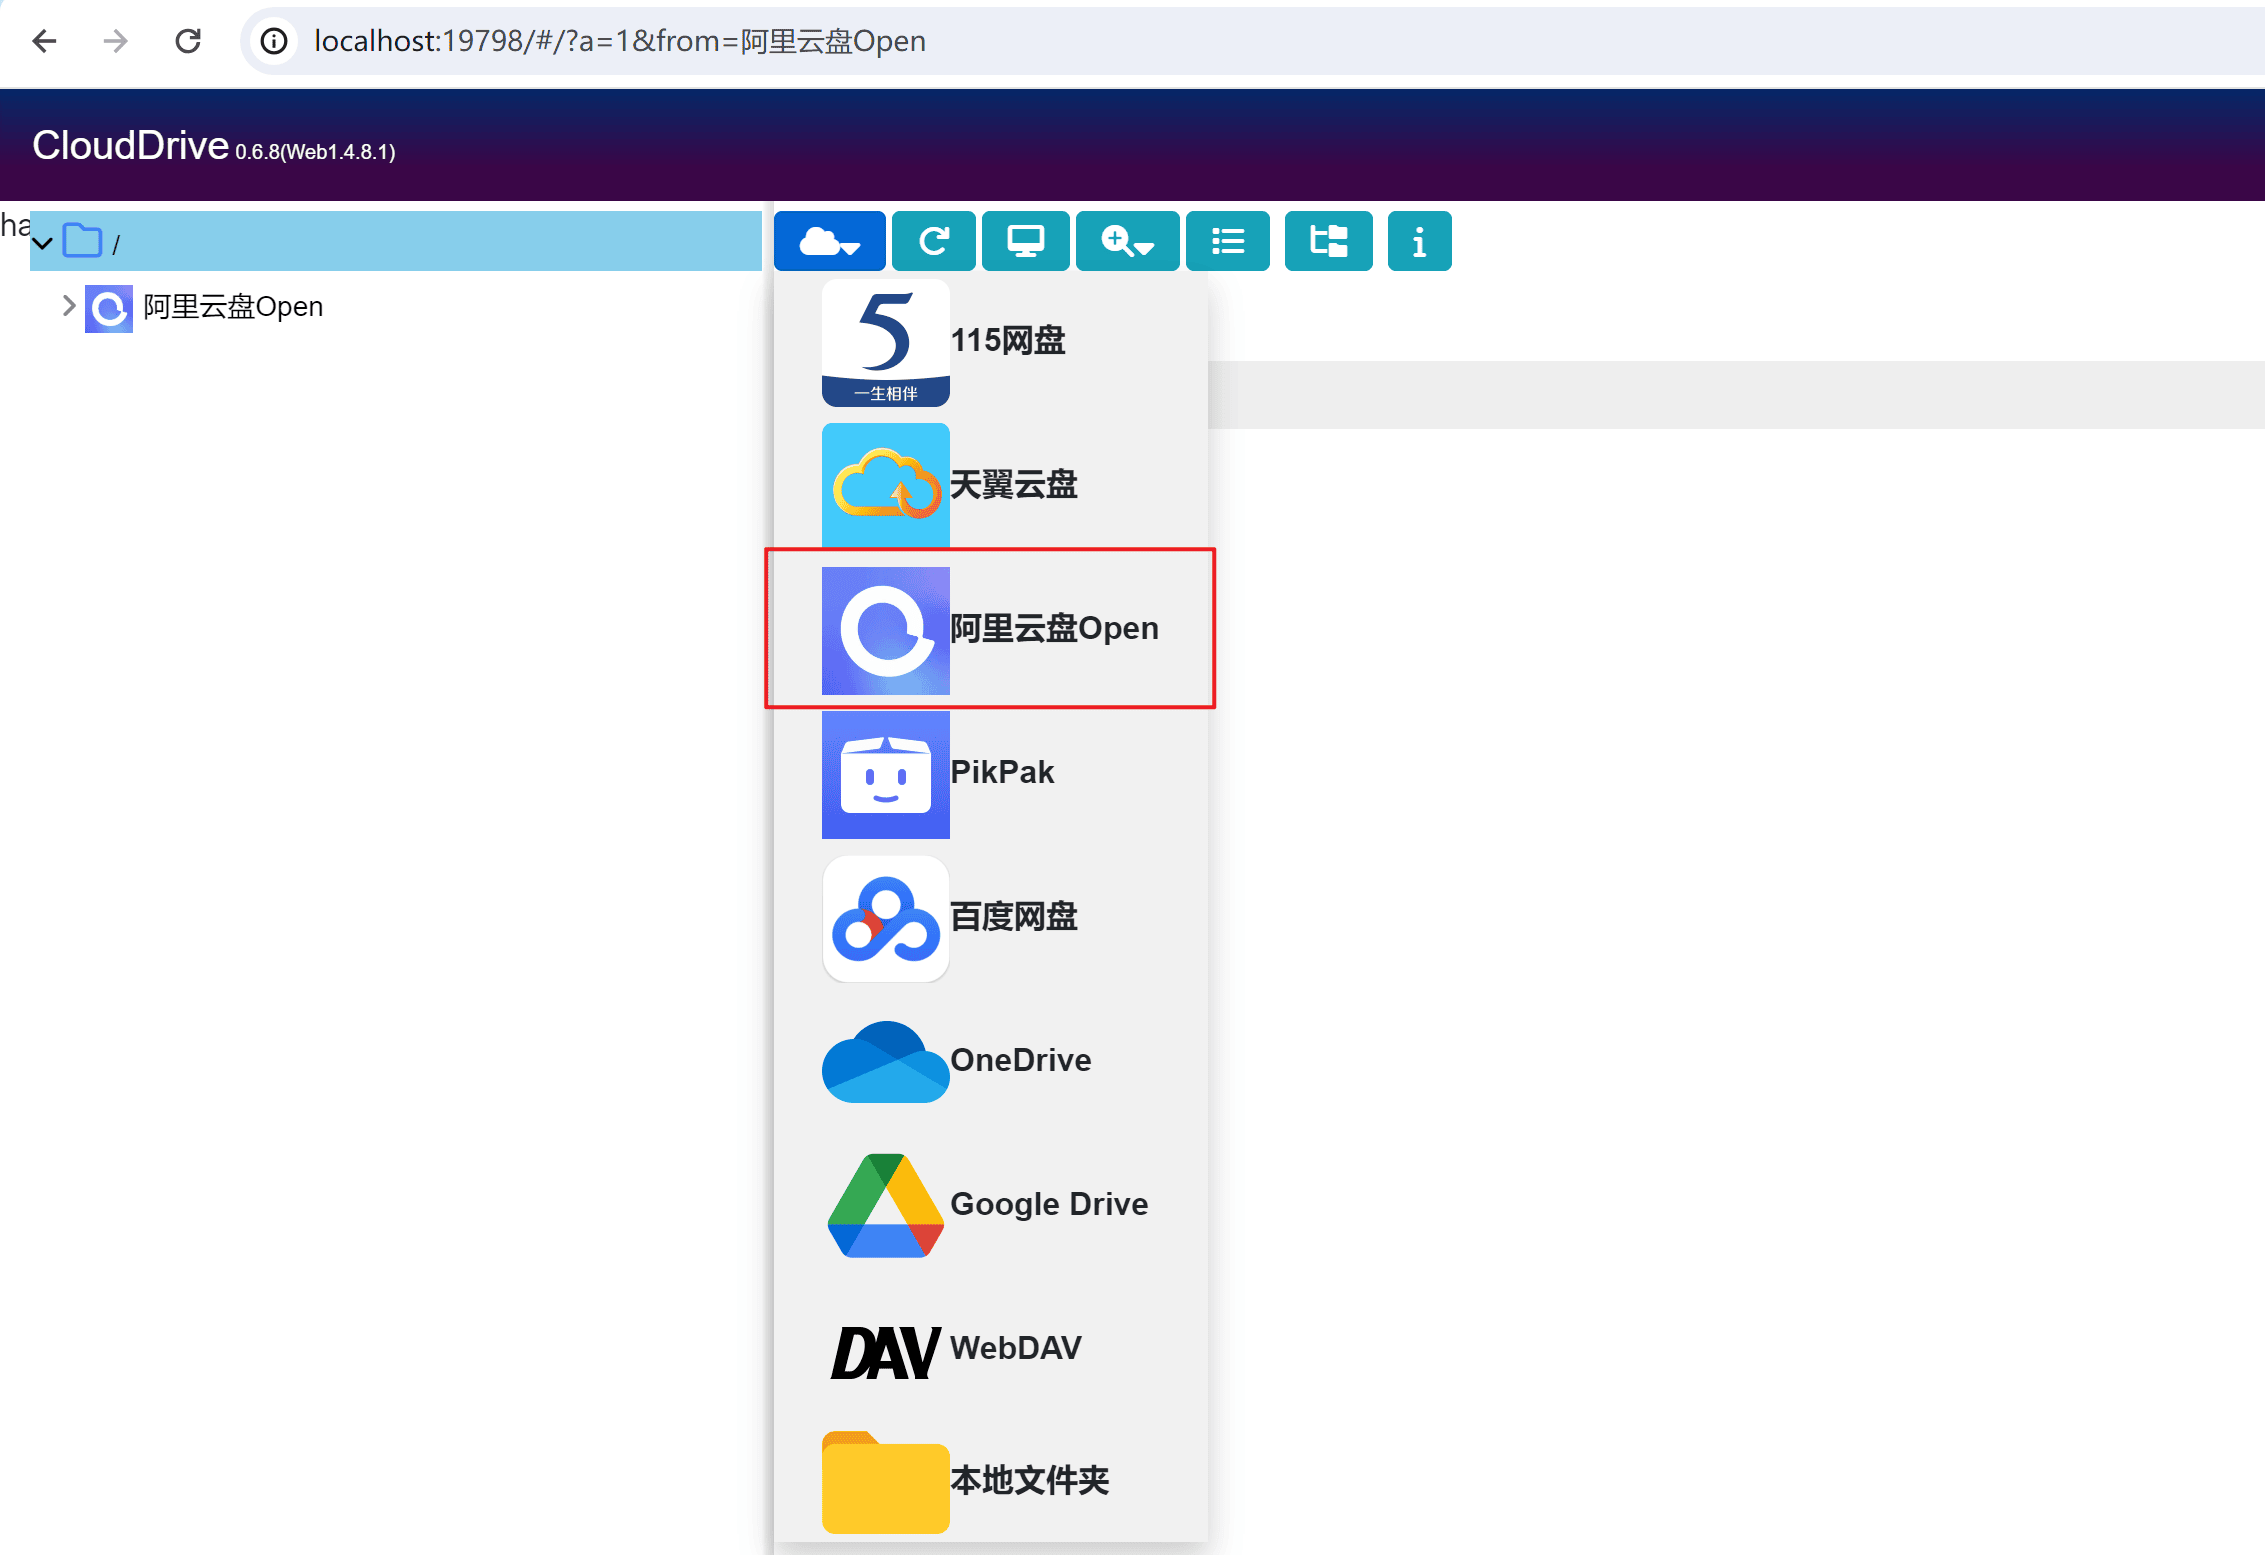 localhost:19798/#/?a=1&from=阿里云盘Open
CloudDrive 0.6.8(Web1.4.8.1)
ha
/
阿里云盘Open
5
一生相伴
115网盘
天翼云盘
阿里云盘Open
PikPak
百度网盘
OneDrive
Google Drive
DAV
WebDAV
本地文件夹